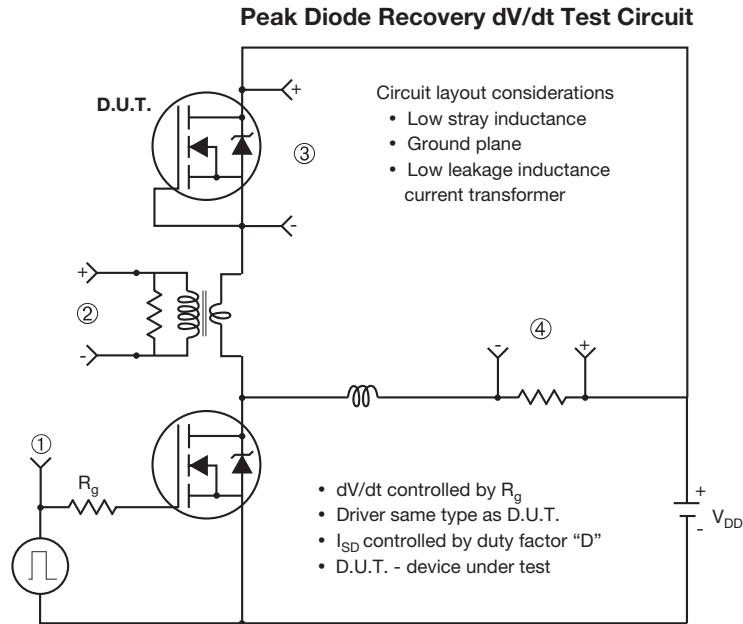 Peak Diode Recovery dV/dt Test Circuit
D.U.T.
+
③
-
Circuit layout considerations
• Low stray inductance
• Ground plane
• Low leakage inductance
current transformer
+
②
-
-
④
+
①
Rg
• dV/dt controlled by Rg
• Driver same type as D.U.T.
• ISD controlled by duty factor “D”
• D.U.T. - device under test
+
VDD
-